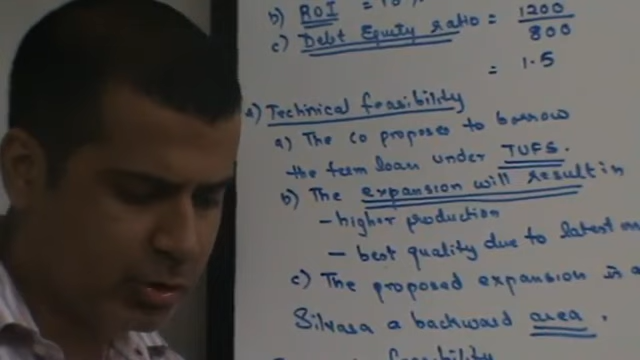 b) ROI =
c) Debt Equity ratio = 1200
800
= 1.5
Technical feasibility
a) The co proposes to borrow
the term loan under TUFS.
b) The expansion will result in
- higher production
- best quality due to latest
c) The proposed expansion is
Silvasa a backward area.
feasibility